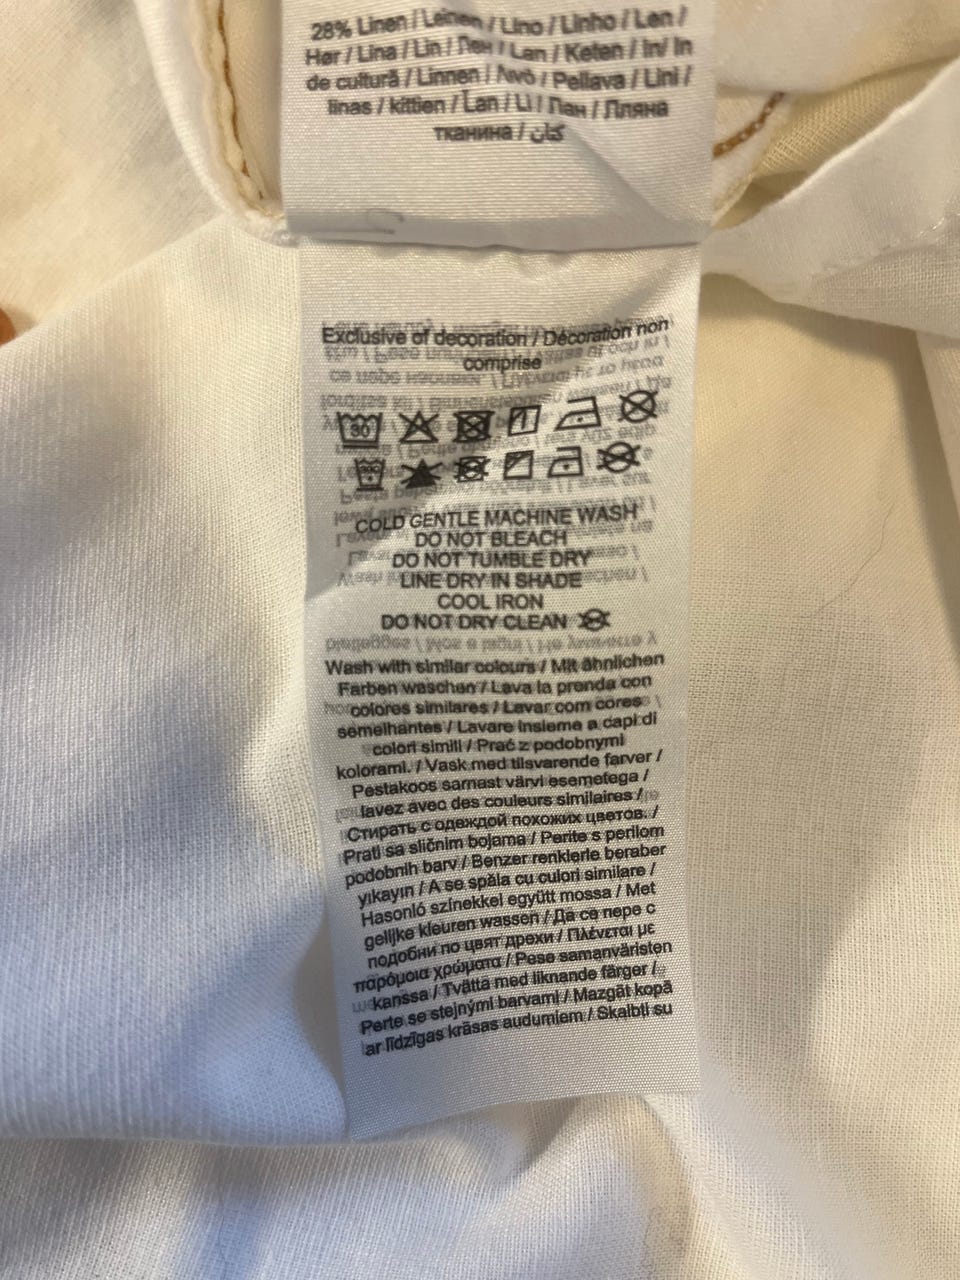 28% Linen / Leinen / Lino / Linho / Len /
Hør / Lina / Lin / Лен / Lan / Keten / In/ In
de cultură / Linnen / Λινό / Pellava / Lini /
linas / kittien / Lan / Li / Лан / Лляна
тканина / كتان
Exclusive of decoration / Décoration non
comprise
30
COLD GENTLE MACHINE WASH
DO NOT BLEACH
DO NOT TUMBLE DRY
LINE DRY IN SHADE
COOL IRON
DO NOT DRY CLEAN
Wash with similar colours / Mit ähnlichen
Farben waschen / Lava la prenda con
colores similares / Lavar com cores
semelhantes / Lavare insieme a capi di
colori simili / Prać z podobnymi
kolorami. / Vask med tilsvarende farver /
Pestakoos samast värvi esemetega /
lavez avec des couleurs similaires /
Стирать с одеждой похожих цветов. /
Prati sa sličnim bojama / Perite s perilom
podobnih barv / Benzer renklerle beraber
yıkayın / A se spăla cu culori similare /
Hasonló színekkel együtt mossa / Met
gelijke kleuren wassen / Да се пере с
подобни по цвят дрехи / Πλένεται με
παρόμοια χρώματα / Pese samanväristen
kanssa / Tvätta med liknande färger /
Perte se stejnými barvami / Mazgāt kopā
ar līdzīgas krāsas audumiem / Skalbti su